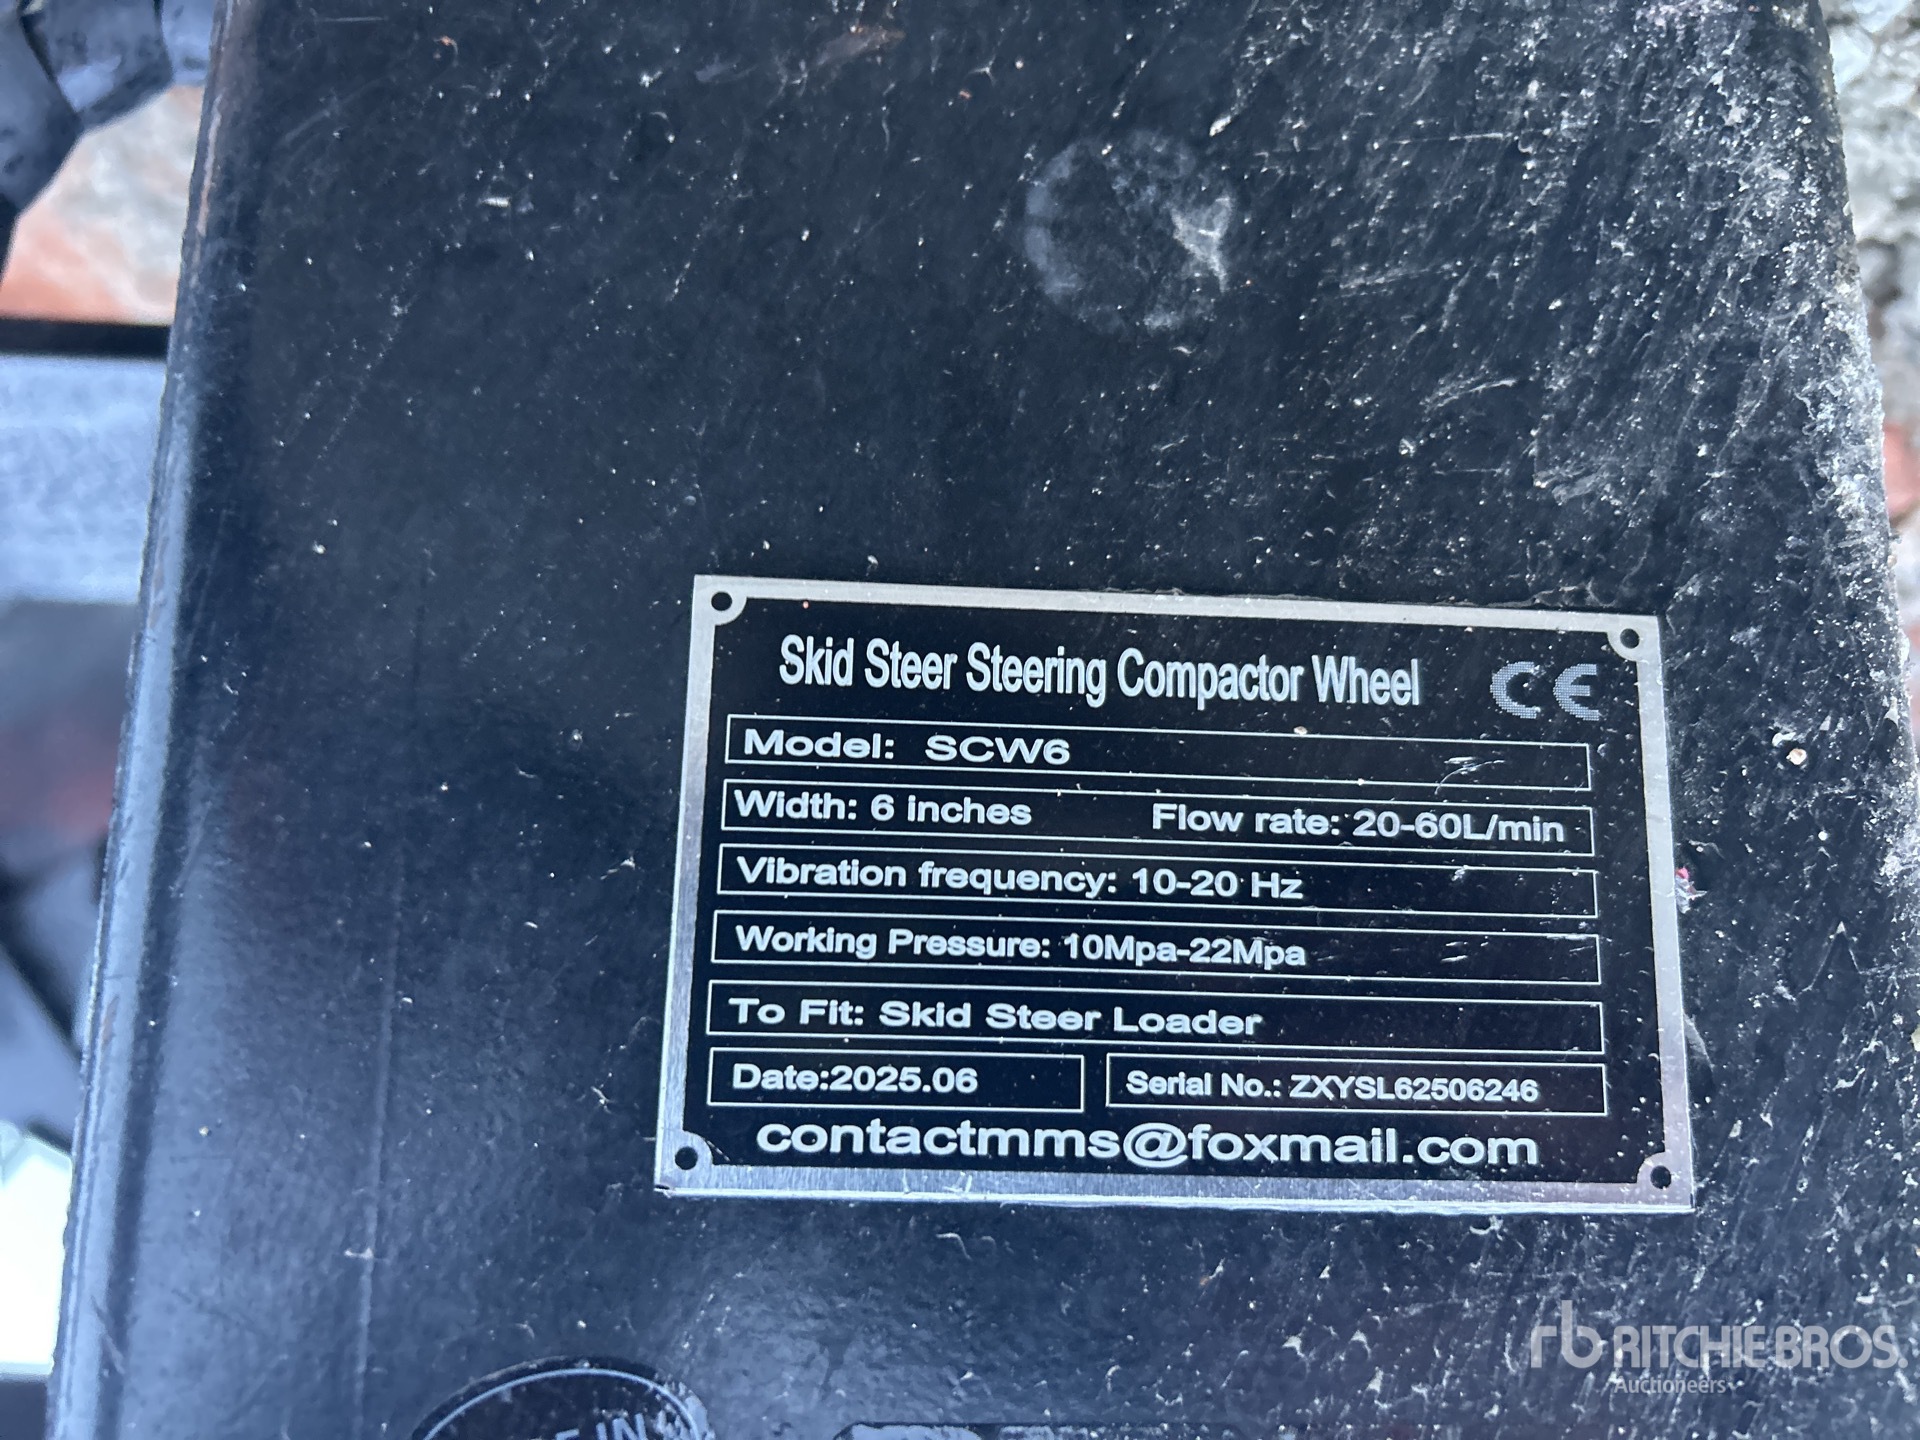 Skid Steer Steering Compactor Wheel CE
Model: SCW6
Width: 6 inches Flow rate: 20-60L/min
Vibration frequency: 10-20 Hz
Working Pressure: 10Mpa-22Mpa
To Fit: Skid Steer Loader
Date:2025.06 Serial No.: ZXYSL62506246
contactmms@foxmail.com
rb RITCHIE BROS.
Auctioneers
IN